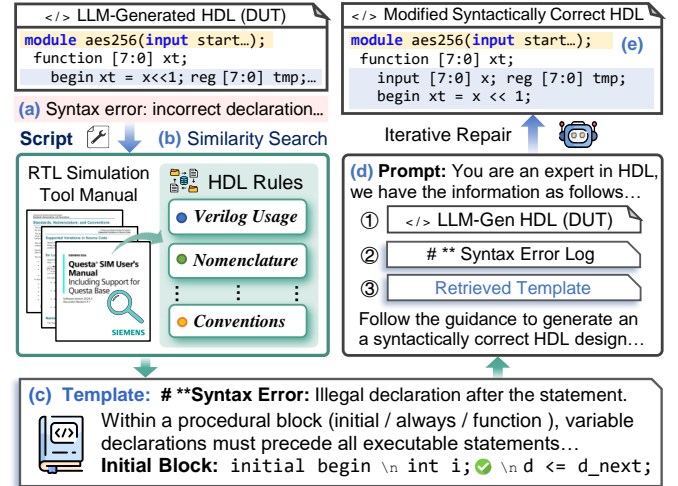 </> LLM-Generated HDL (DUT)
module aes256(input start…);
function [7:0] xt;
begin xt = x<<1; reg [7:0] tmp;…
(a) Syntax error: incorrect declaration…
Script
(b) Similarity Search
RTL Simulation
Tool Manual
Questa® SIM User's
Manual
Including Support for
Questa Base
SIEMENS
HDL Rules
Verilog Usage
Nomenclature
Conventions
</> Modified Syntactically Correct HDL
module aes256(input start…);
(e)
function [7:0] xt;
input [7:0] x; reg [7:0] tmp;
begin xt = x << 1;
Iterative Repair
(d) Prompt: You are an expert in HDL,
we have the information as follows…
① </> LLM-Gen HDL (DUT)
② # ** Syntax Error Log
③ Retrieved Template
Follow the guidance to generate an
a syntactically correct HDL design…
(c) Template: # **Syntax Error: Illegal declaration after the statement.
Within a procedural block (initial / always / function ), variable
declarations must precede all executable statements…
Initial Block: initial begin \n int i; \n d <= d_next;